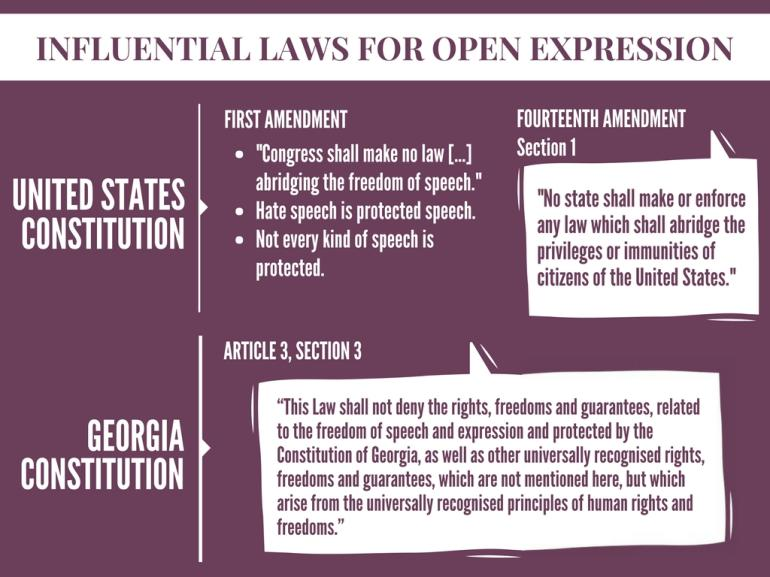 INFLUENTIAL LAWS FOR OPEN EXPRESSION
UNITED STATES
CONSTITUTION
FIRST AMENDMENT
• "Congress shall make no law [...]
abridging the freedom of speech."
• Hate speech is protected speech.
• Not every kind of speech is
protected.
FOURTEENTH AMENDMENT
Section 1
"No state shall make or enforce
any law which shall abridge the
privileges or immunities of
citizens of the United States."
GEORGIA
CONSTITUTION
ARTICLE 3, SECTION 3
“This Law shall not deny the rights, freedoms and guarantees, related
to the freedom of speech and expression and protected by the
Constitution of Georgia, as well as other universally recognised rights,
freedoms and guarantees, which are not mentioned here, but which
arise from the universally recognised principles of human rights and
freedoms.”